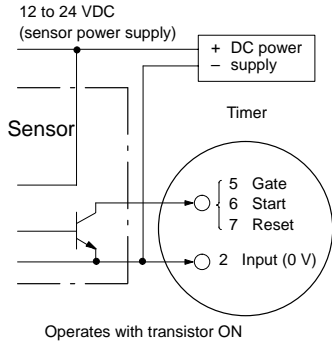 12 to 24 VDC
(sensor power supply)
+ DC power
− supply
Timer
Sensor
5 Gate
6 Start
7 Reset
2 Input (0 V)
Operates with transistor ON